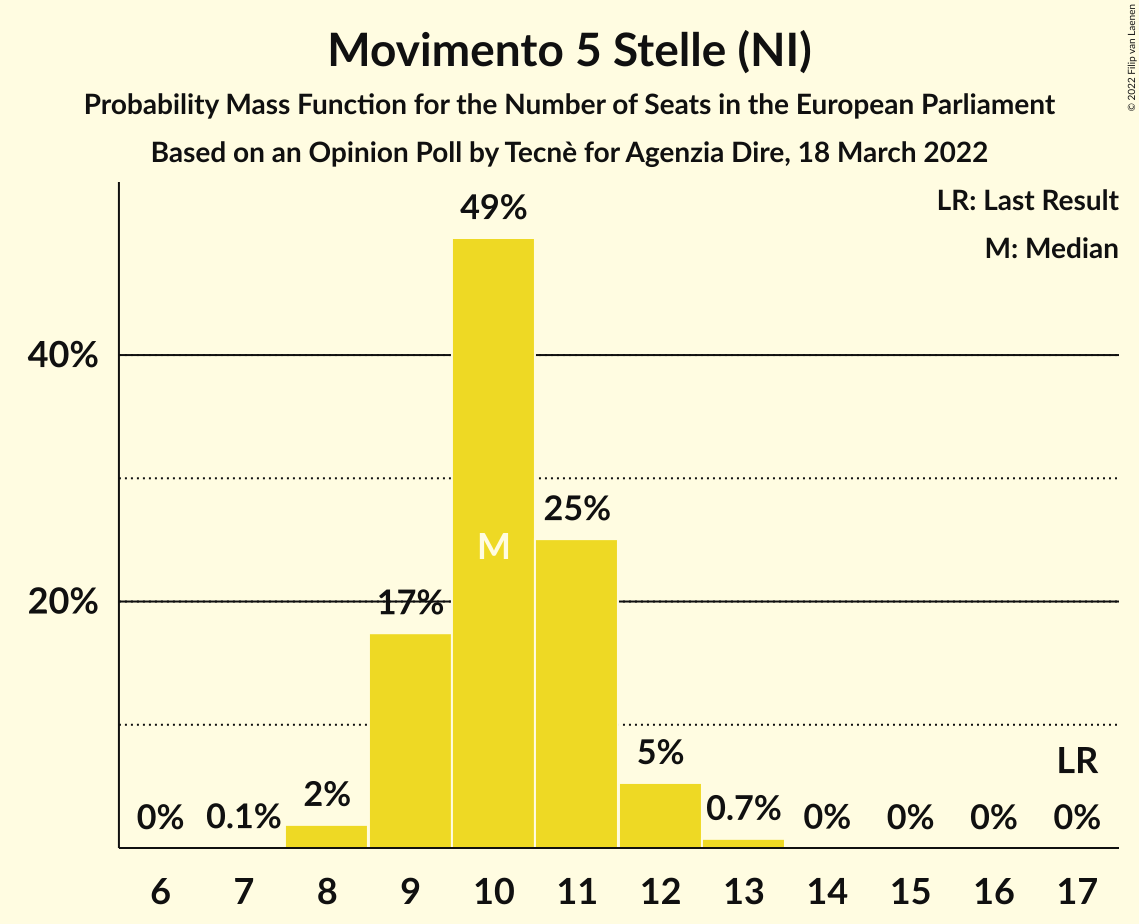 Movimento 5 Stelle (NI)
Probability Mass Function for the Number of Seats in the European Parliament
Based on an Opinion Poll by Tecnè for Agenzia Dire, 18 March 2022
© 2022 Filip van Laenen
LR: Last Result
M: Median
49%
40%
25%
M
20%
17%
5%
LR
2%
0.7%
0% 0.1% 0% 0% 0% 0%
6 7 8 9 10 11 12 13 14 15 16 17